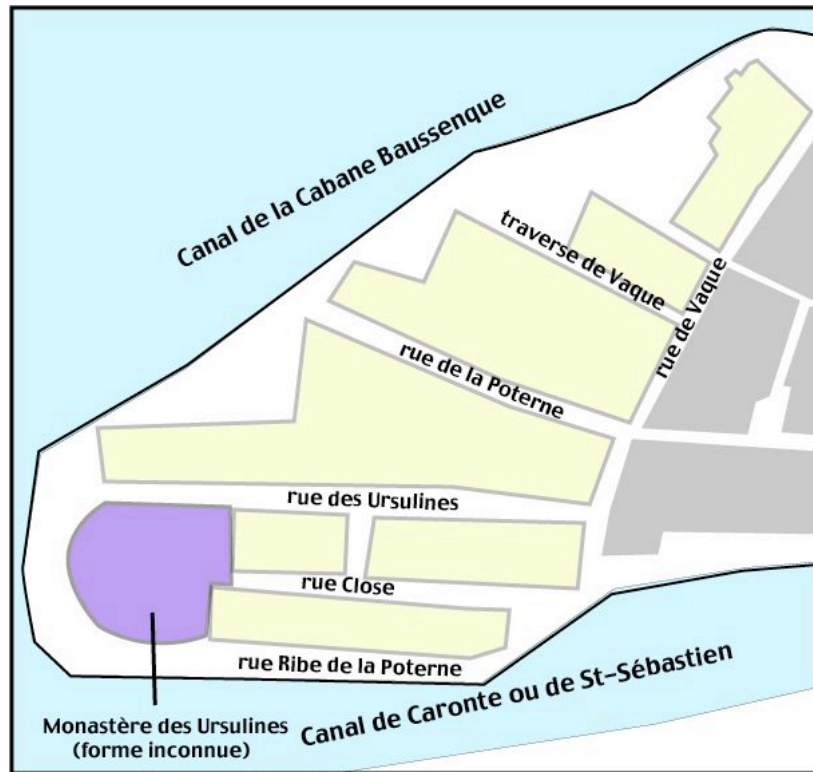 Canal de la Cabane Baussenque
traverse de Vaque
rue de Vaque
rue de la Poterne
rue des Ursulines
rue Close
rue Ribe de la Poterne
Canal de Caronte ou de St-Sébastien
Monastère des Ursulines
(forme inconnue)